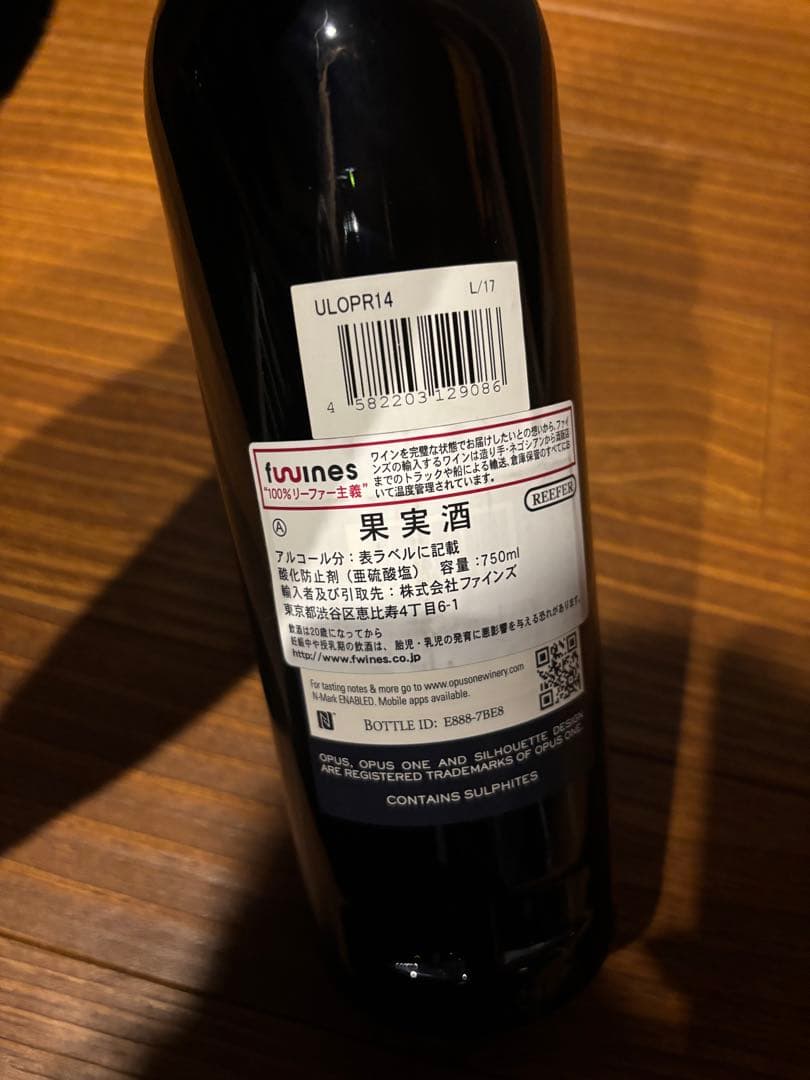 ULOPR14 L/17
4 582203 129086
fwines
"100%リーファー主義"
ワインを完璧な状態でお届けしたいとの想いから、ファイ
ンズの輸入するワインは造り手・ネゴシアンから酒販店
までのトラックや船による輸送、倉庫保管のすべてにお
いて温度管理されています。
REEFER
Ⓐ 果実酒
アルコール分：表ラベルに記載
酸化防止剤（亜硫酸塩） 容量：750ml
輸入者及び引取先：株式会社ファインズ
東京都渋谷区恵比寿4丁目6-1
飲酒は20歳になってから
妊娠中や授乳期の飲酒は、胎児・乳児の発育に悪影響を与える恐れがあります。
http://www.fwines.co.jp
For tasting notes & more go to www.opusonewinery.com
N-Mark ENABLED. Mobile apps available.
N BOTTLE ID: E888-7BE8
OPUS, OPUS ONE AND SILHOUETTE DESIGN
ARE REGISTERED TRADEMARKS OF OPUS ONE.
CONTAINS SULPHITES